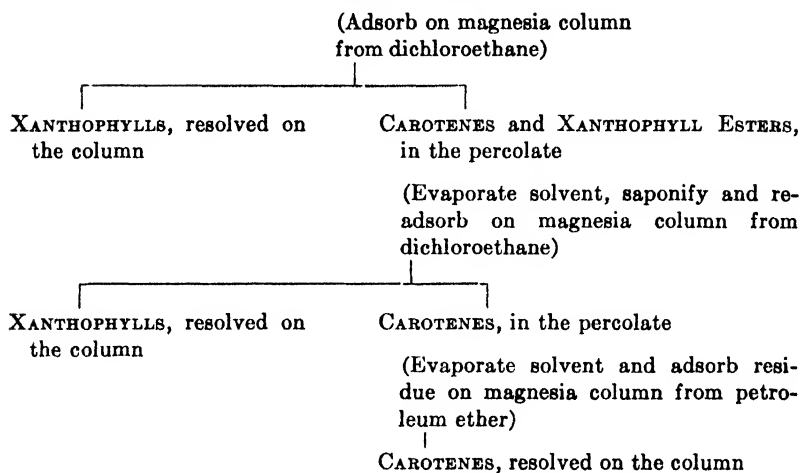 (Adsorb on magnesia column
from dichloroethane)
XANTHOPHYLLS, resolved on
the column
CAROTENES and XANTHOPHYLL ESTERS,
in the percolate
(Evaporate solvent, saponify and re-
adsorb on magnesia column from
dichloroethane)
XANTHOPHYLLS, resolved on
the column
CAROTENES, in the percolate
(Evaporate solvent and adsorb resi-
due on magnesia column from petro-
leum ether)
CAROTENES, resolved on the column